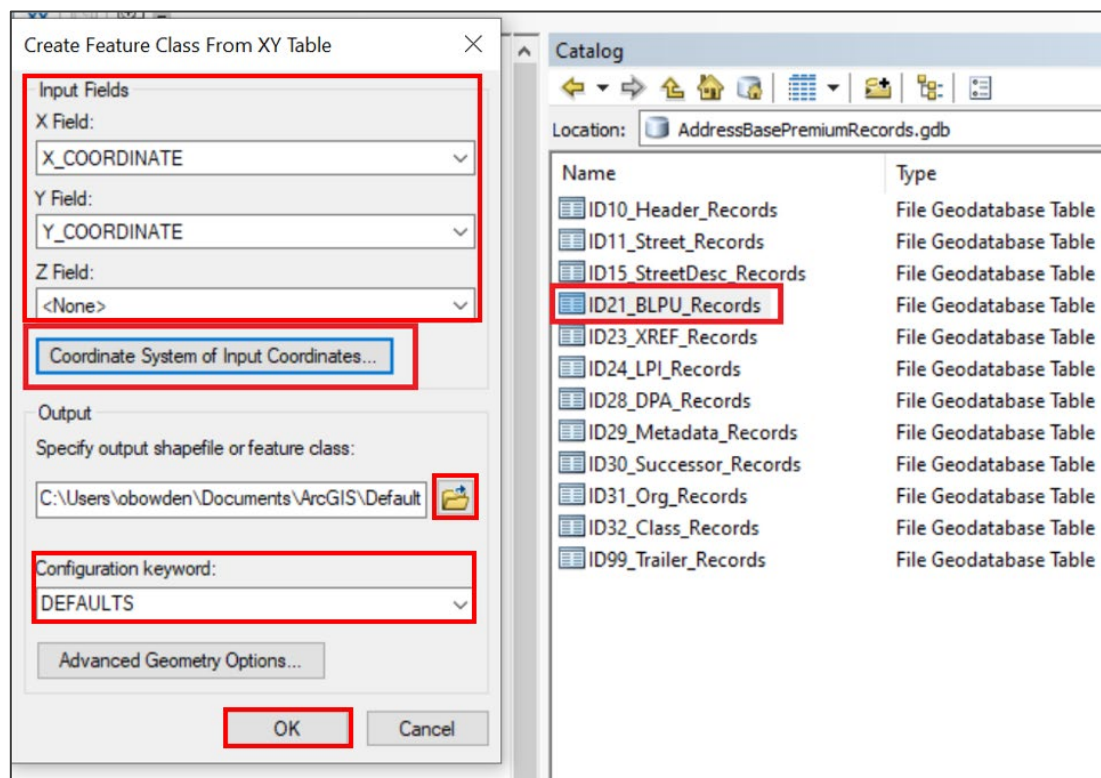 Create Feature Class From XY Table
Input Fields
X Field:
X_COORDINATE
Y Field:
Y_COORDINATE
Z Field:
<None>
Coordinate System of Input Coordinates...
Output
Specify output shapefile or feature class:
C:\Users\obowden\Documents\ArcGIS\Default
Configuration keyword:
DEFAULTS
Advanced Geometry Options...
OK Cancel
Catalog
Location: AddressBasePremiumRecords.gdb
Name Type
ID10_Header_Records File Geodatabase Table
ID11_Street_Records File Geodatabase Table
ID15_StreetDesc_Records File Geodatabase Table
ID21_BLPU_Records File Geodatabase Table
ID23_XREF_Records File Geodatabase Table
ID24_LPI_Records File Geodatabase Table
ID28_DPA_Records File Geodatabase Table
ID29_Metadata_Records File Geodatabase Table
ID30_Successor_Records File Geodatabase Table
ID31_Org_Records File Geodatabase Table
ID32_Class_Records File Geodatabase Table
ID99_Trailer_Records File Geodatabase Table